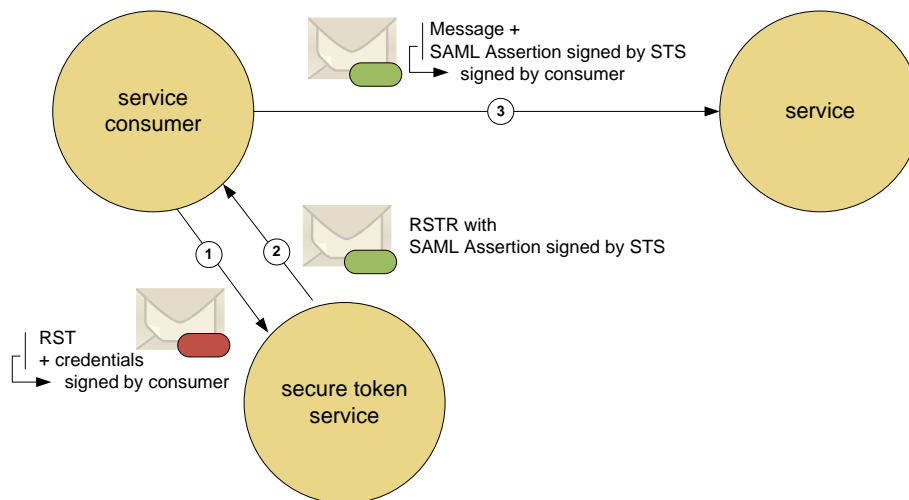 Message +
SAML Assertion signed by STS
signed by consumer
service
consumer
3
service
1
2
RSTR with
SAML Assertion signed by STS
RST
+ credentials
signed by consumer
secure token
service